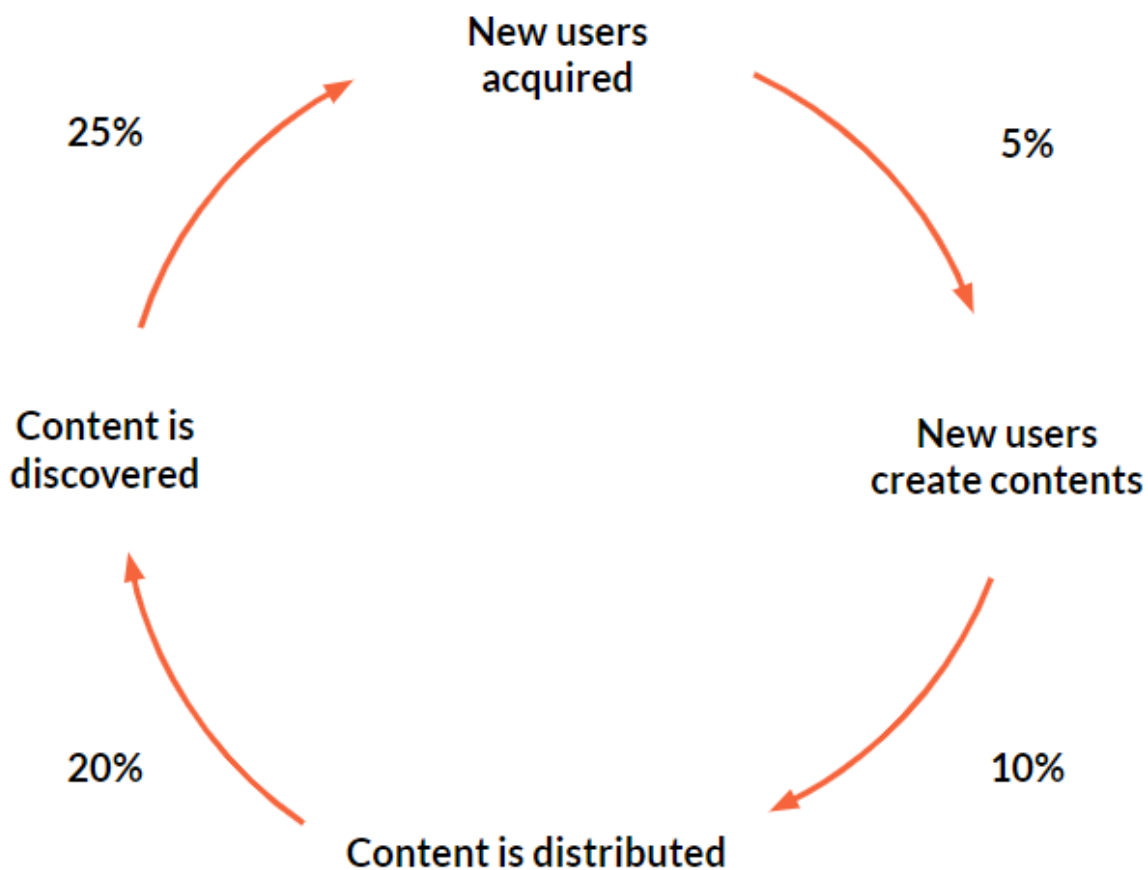 New users
acquired
25%
5%
Content is
discovered
New users
create contents
20%
10%
Content is distributed